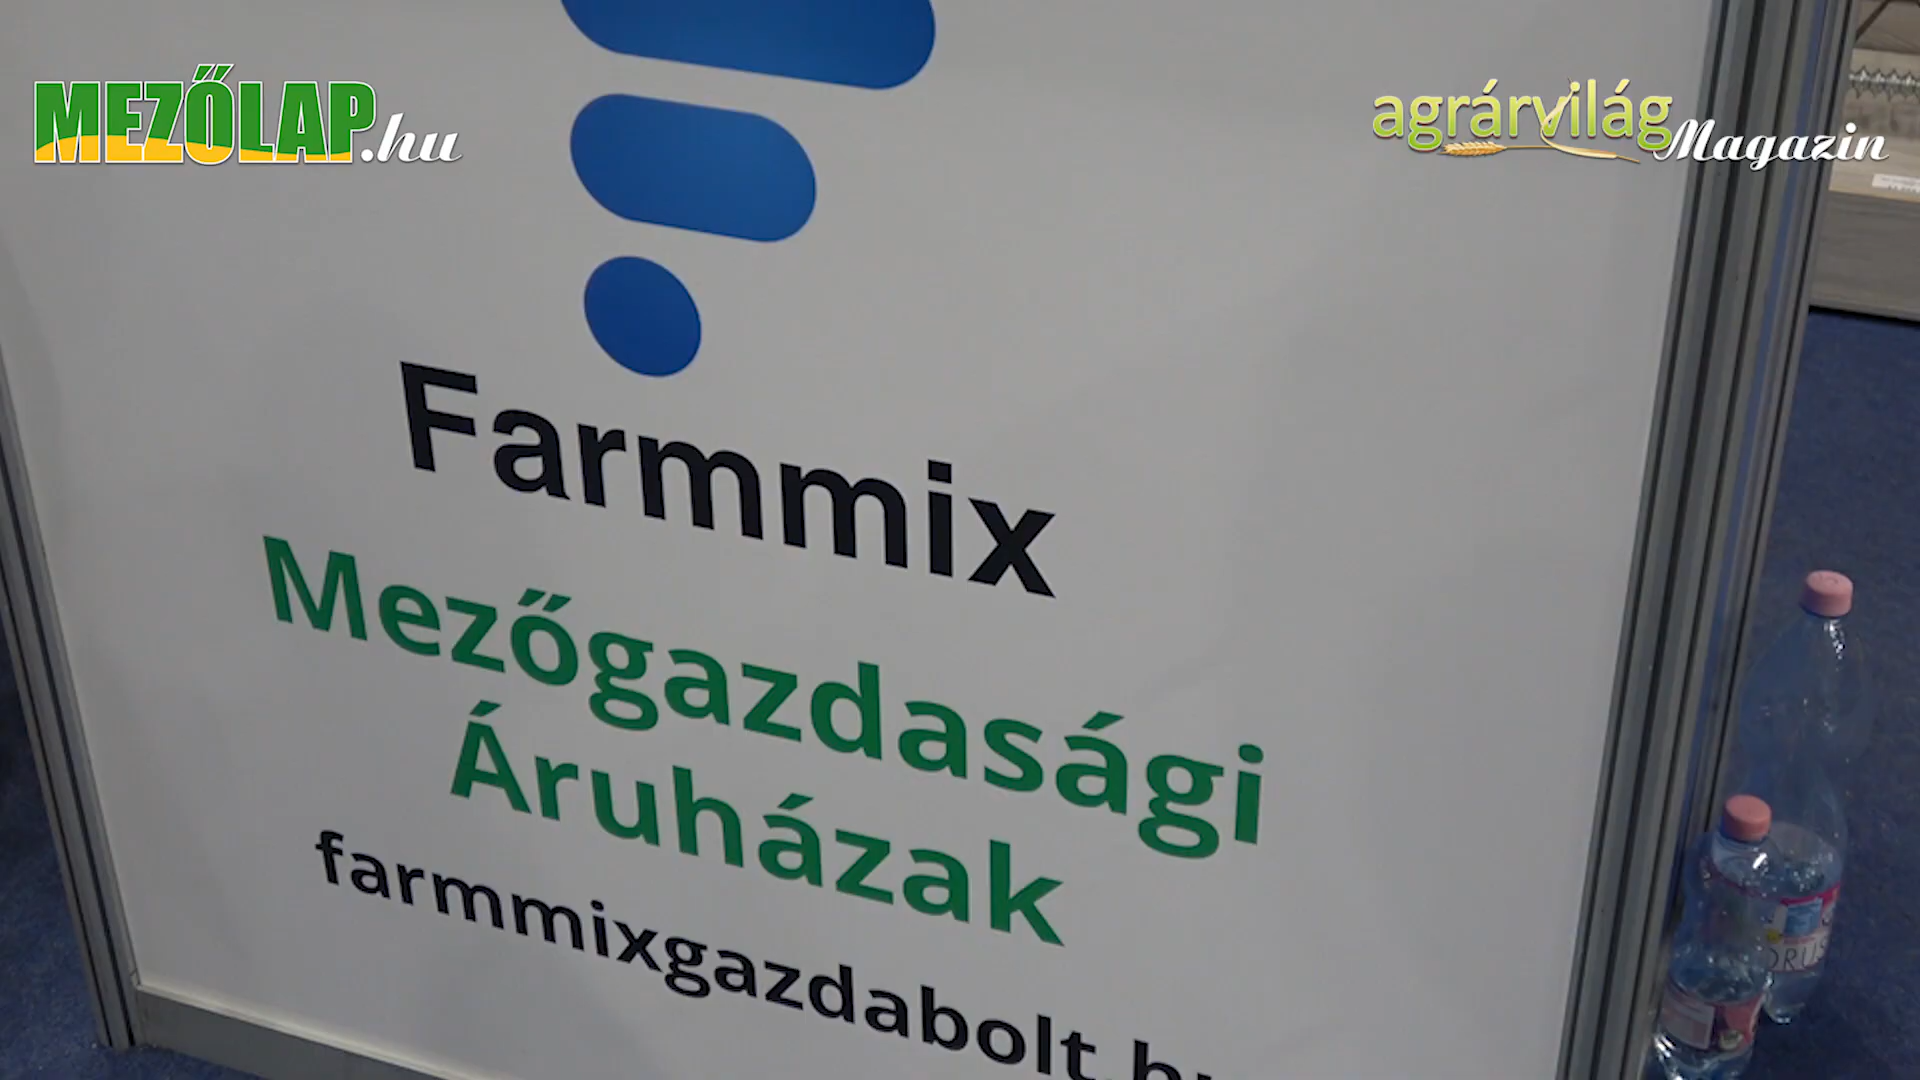 MEZŐLAP.hu
agrárvilág Magazin
Farmmix
Mezőgazdasági
Áruházak
farmmixgazdabolt.hu